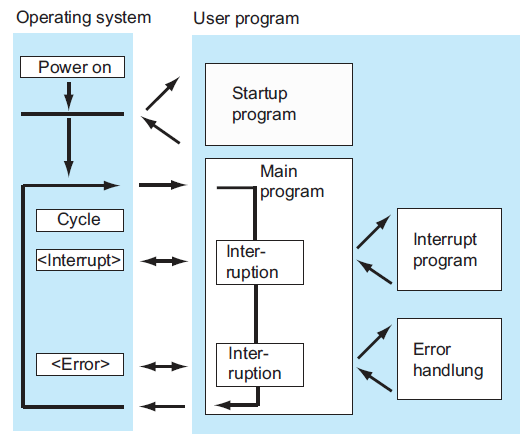 Operating system
User program
Power on
Startup
program
Main
program
Cycle
<Interrupt>
Inter-
ruption
Interrupt
program
<Error>
Inter-
ruption
Error
handlung